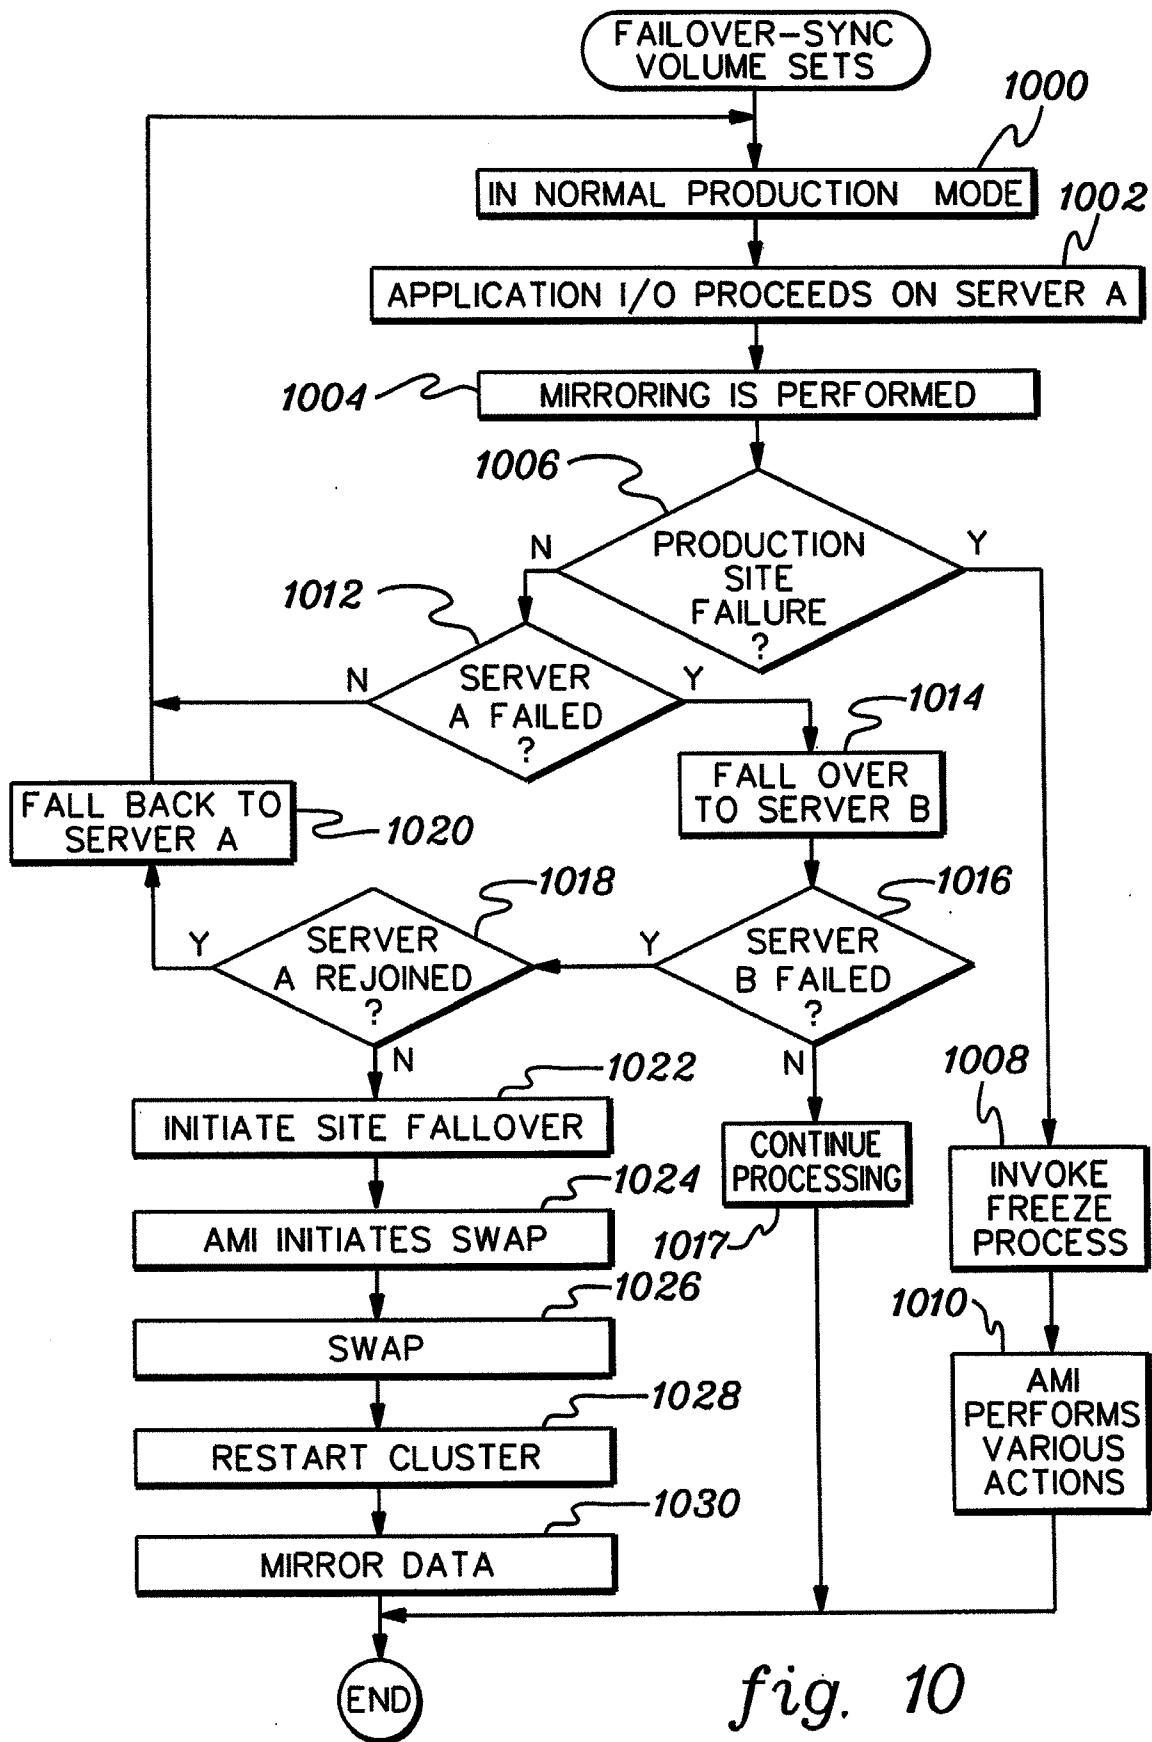 FAILOVER-SYNC
VOLUME SETS
1000
IN NORMAL PRODUCTION MODE
1002
APPLICATION I/O PROCEEDS ON SERVER A
1004
MIRRORING IS PERFORMED
1006
PRODUCTION
SITE
FAILURE
?
N
Y
1012
SERVER
A FAILED
?
N
Y
1014
FALL OVER
TO SERVER B
FALL BACK TO
SERVER A
1020
1018
SERVER
A REJOINED
?
Y
N
1016
SERVER
B FAILED
?
Y
N
1022
INITIATE SITE FALLOVER
1024
AMI INITIATES SWAP
1026
SWAP
1028
RESTART CLUSTER
1030
MIRROR DATA
CONTINUE
PROCESSING
1017
1008
INVOKE
FREEZE
PROCESS
1010
AMI
PERFORMS
VARIOUS
ACTIONS
END
fig. 10